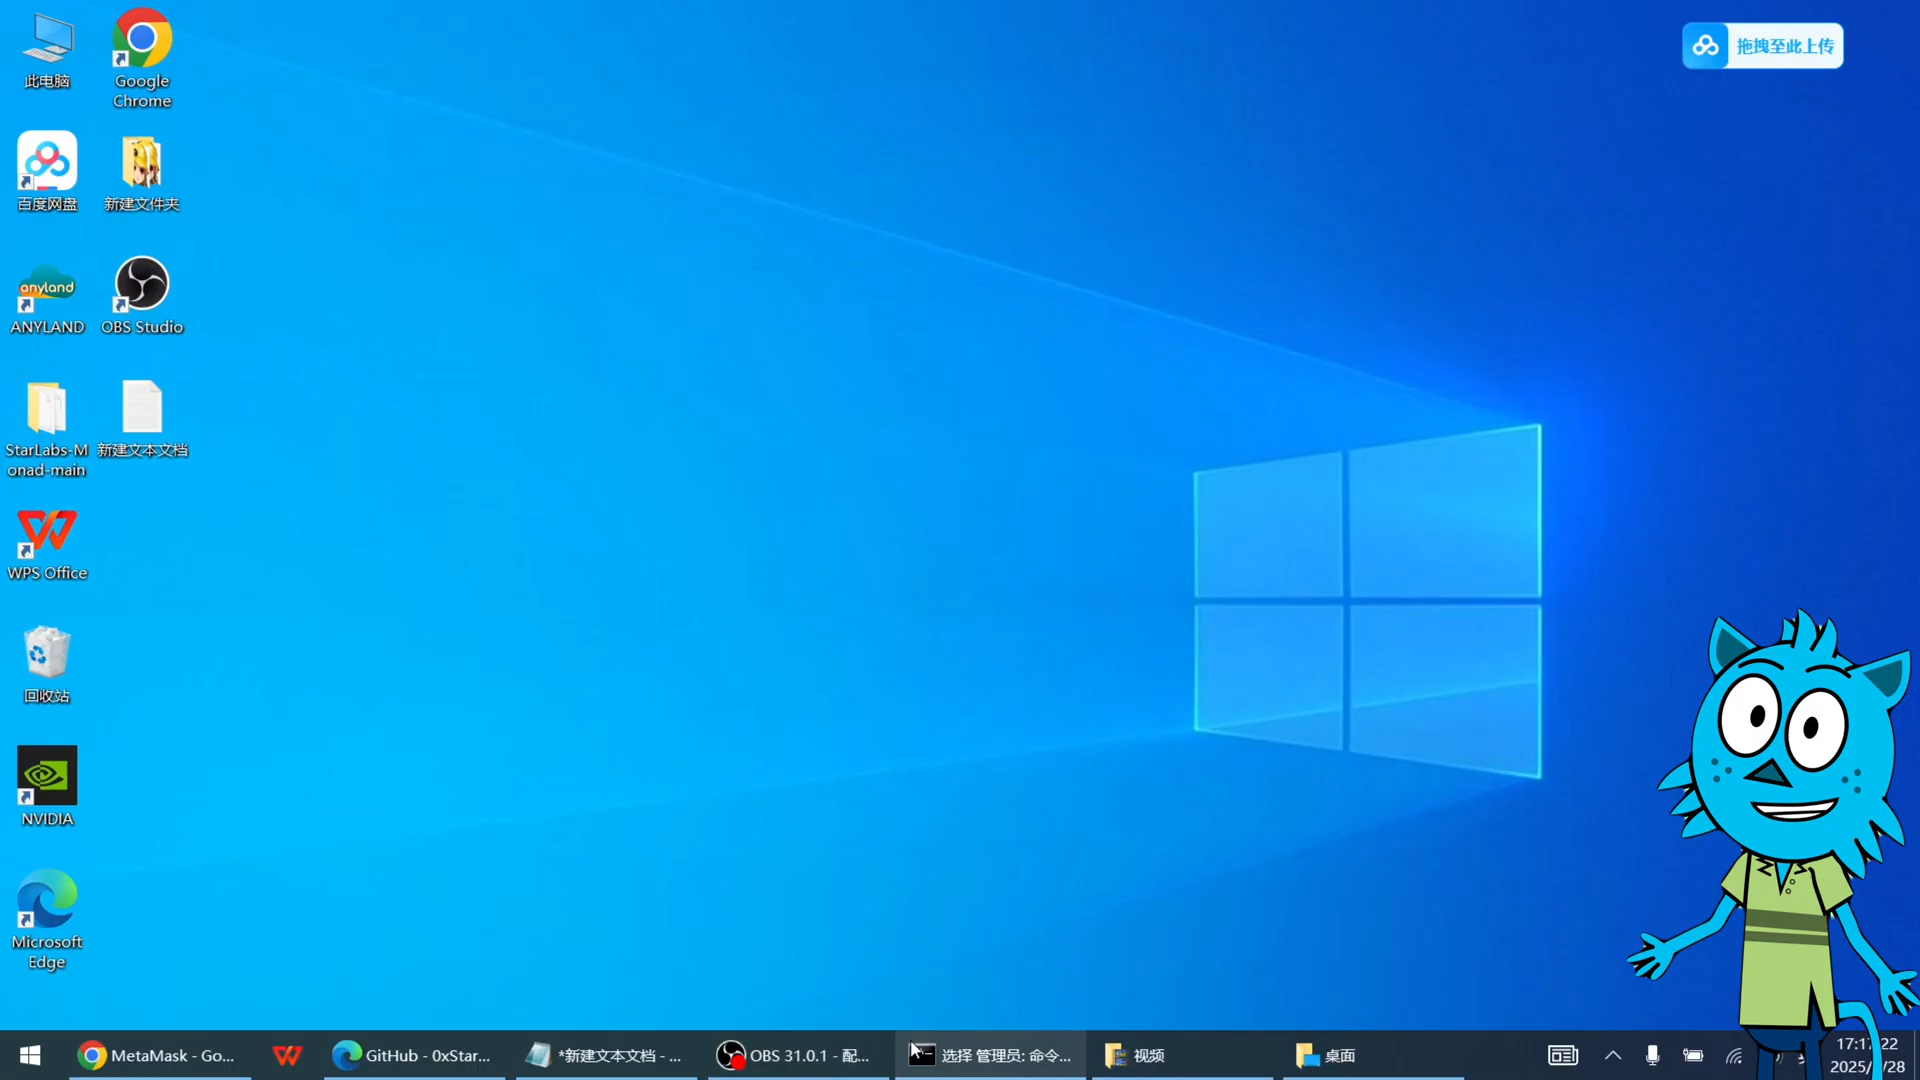 此电脑
Google
Chrome
拖拽至此上传
百度网盘
新建文件夹
anyland
ANYLAND
OBS Studio
StarLabs-M
onad-main
新建文本文档
WPS Office
回收站
NVIDIA
Microsoft
Edge
MetaMask - Go...
GitHub - 0xStar...
*新建文本文档 - ...
OBS 31.0.1 - 配...
选择 管理员: 命令...
视频
桌面